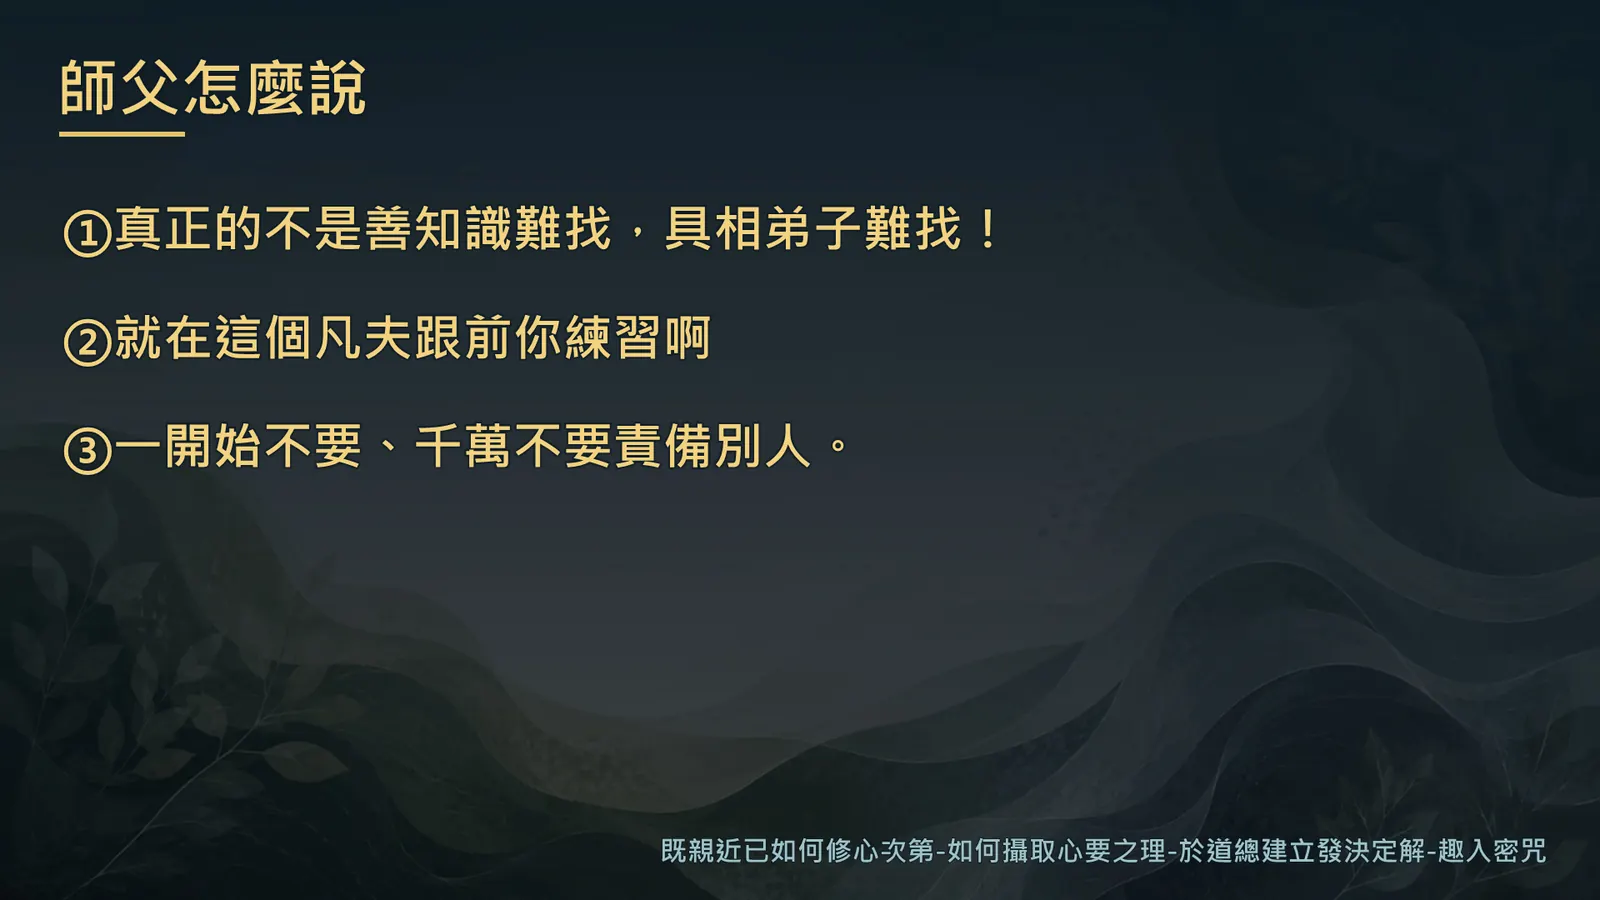 師父怎麼說
①真正的不是善知識難找，具相弟子難找！
②就在這個凡夫跟前你練習啊
③一開始不要、千萬不要責備別人。
既親近已如何修心次第-如何攝取心要之理-於道總建立發決定解-趣入密咒